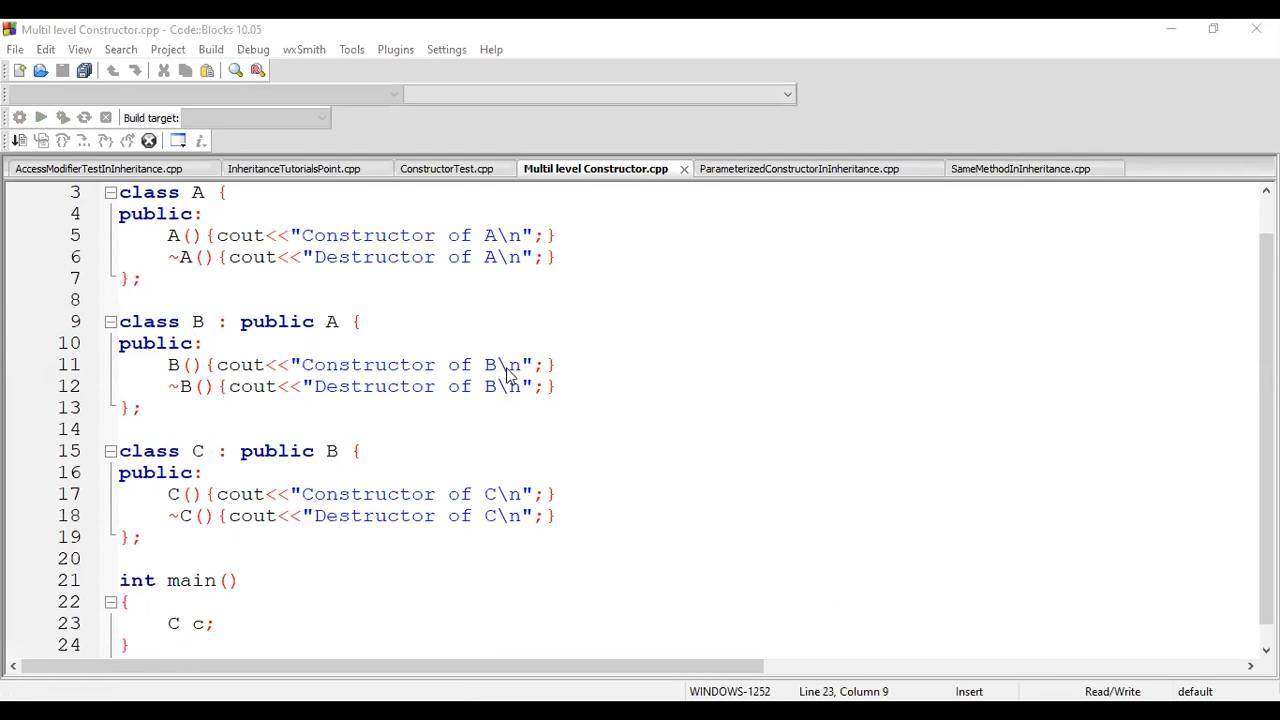 Multil level Constructor.cpp - Code::Blocks 10.05
File Edit View Search Project Build Debug wxSmith Tools Plugins Settings Help
Build target:
AccessModifierTestInInheritance.cpp InheritanceTutorialsPoint.cpp ConstructorTest.cpp Multil level Constructor.cpp ParameterizedConstructorInInheritance.cpp SameMethodInInheritance.cpp
3 class A {
4 public:
5 A(){cout<<"Constructor of A\n";}
6 ~A(){cout<<"Destructor of A\n";}
7 };
8
9 class B : public A {
10 public:
11 B(){cout<<"Constructor of B\n";}
12 ~B(){cout<<"Destructor of B\n";}
13 };
14
15 class C : public B {
16 public:
17 C(){cout<<"Constructor of C\n";}
18 ~C(){cout<<"Destructor of C\n";}
19 };
20
21 int main()
22 {
23 C c;
24 }
WINDOWS-1252 Line 23, Column 9 Insert Read/Write default